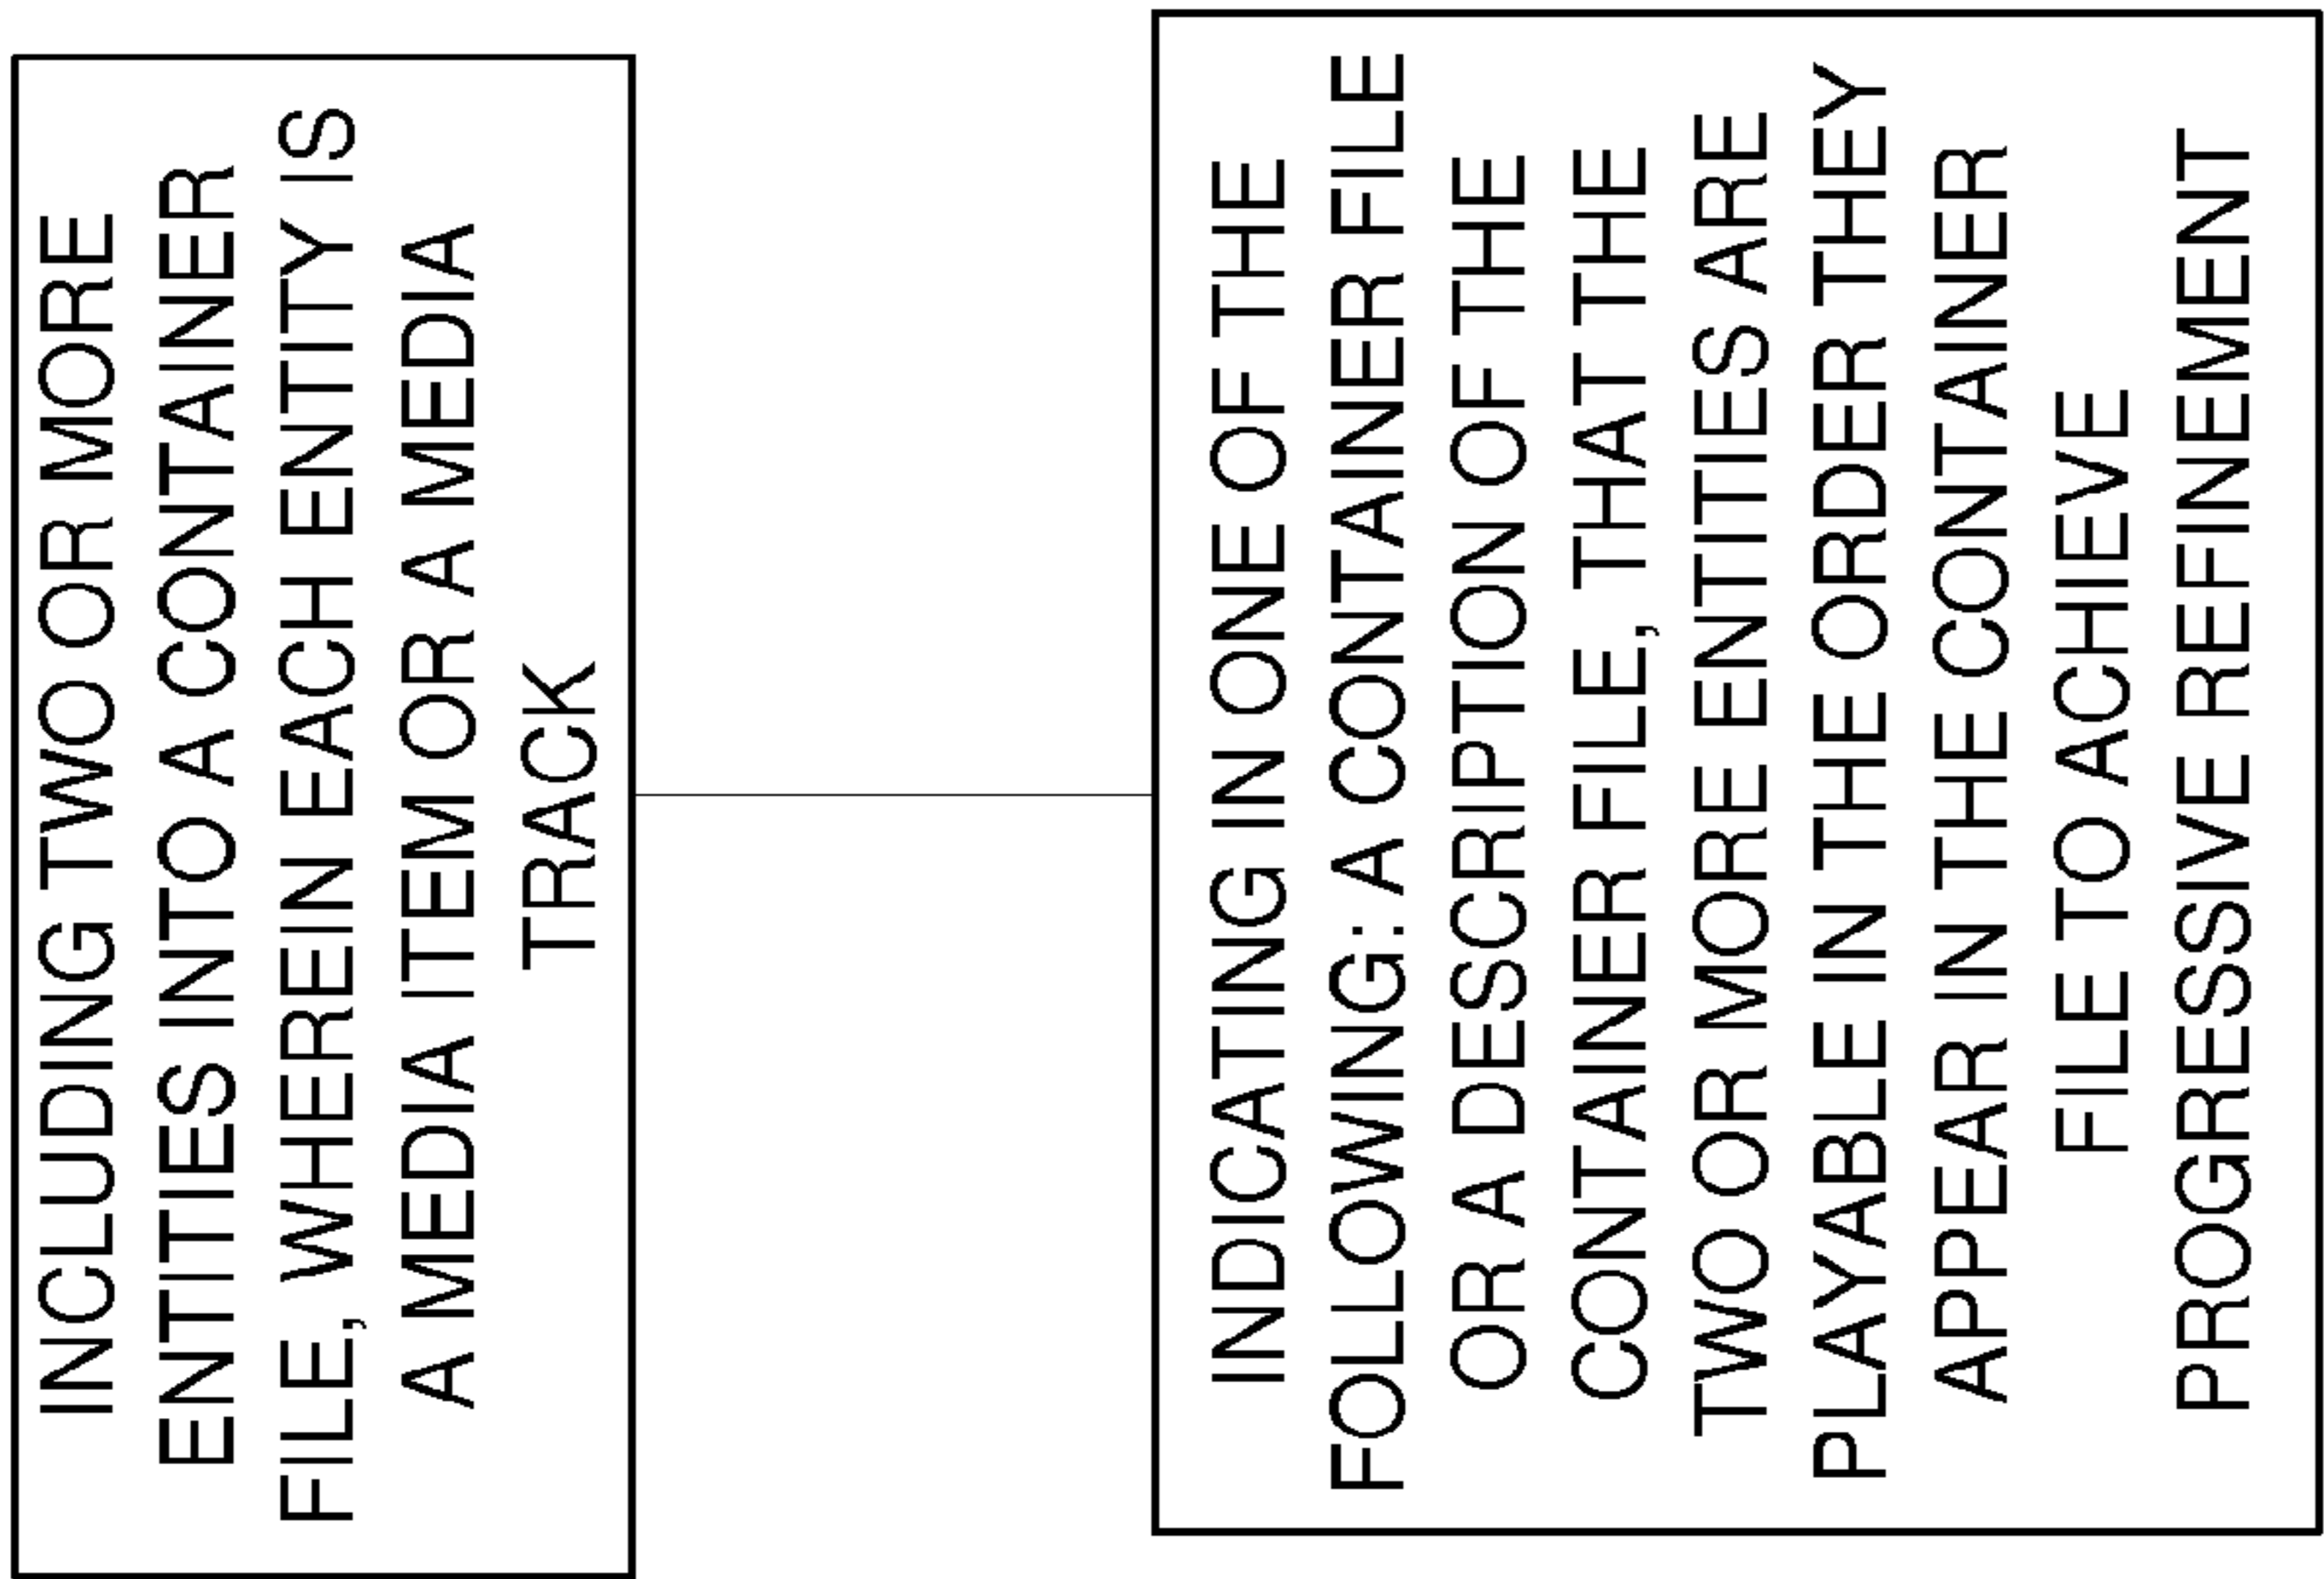 INCLUDING TWO OR MORE
ENTITIES INTO A CONTAINER
FILE, WHEREIN EACH ENTITY IS
A MEDIA ITEM OR A MEDIA
TRACK
INDICATING IN ONE OF THE
FOLLOWING: A CONTAINER FILE
OR A DESCRIPTION OF THE
CONTAINER FILE, THAT THE
TWO OR MORE ENTITIES ARE
PLAYABLE IN THE ORDER THEY
APPEAR IN THE CONTAINER
FILE TO ACHIEVE
PROGRESSIVE REFINEMENT